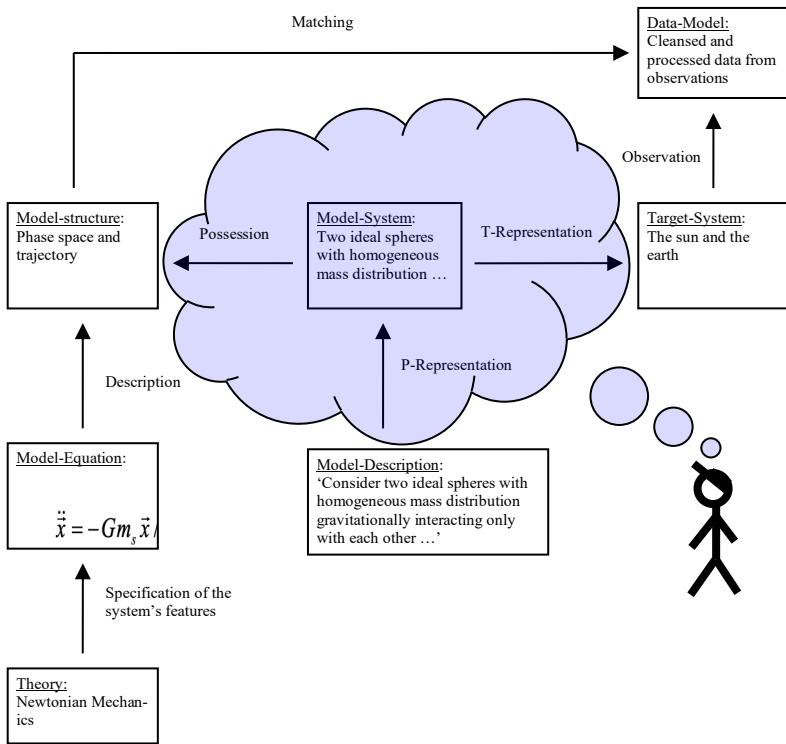 Matching
Data-Model:
Cleansed and
processed data from
observations
Observation
Model-structure:
Phase space and
trajectory
Possession
Model-System:
Two ideal spheres
with homogeneous
mass distribution …
T-Representation
Target-System:
The sun and the
earth
Description
P-Representation
Model-Equation:
ẍ⃗ = −Gmₛ x⃗ /
Model-Description:
‘Consider two ideal spheres with
homogeneous mass distribution
gravitationally interacting only
with each other …’
Specification of the
system’s features
Theory:
Newtonian Mechan-
ics